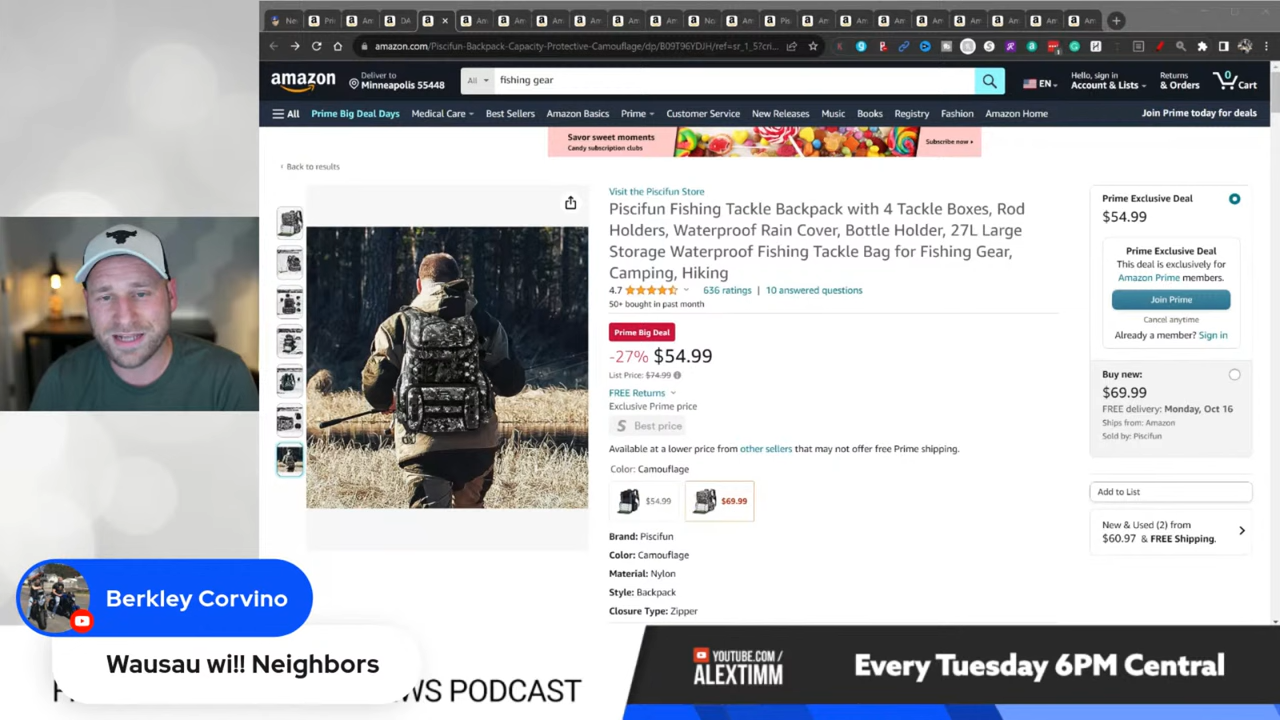 amazon.com/Piscifun-Backpack-Capacity-Protective-Camouflage/dp/B09T96YDJH/ref=sr_1_5?cri...
amazon
Deliver to
Minneapolis 55448
All
fishing gear
EN
Hello, sign in
Account & Lists
Returns
& Orders
0
Cart
All
Prime Big Deal Days
Medical Care
Best Sellers
Amazon Basics
Prime
Customer Service
New Releases
Music
Books
Registry
Fashion
Amazon Home
Join Prime today for deals
Savor sweet moments
Candy subscription clubs
Subscribe now
‹ Back to results
Visit the Piscifun Store
Piscifun Fishing Tackle Backpack with 4 Tackle Boxes, Rod
Holders, Waterproof Rain Cover, Bottle Holder, 27L Large
Storage Waterproof Fishing Tackle Bag for Fishing Gear,
Camping, Hiking
4.7
636 ratings | 10 answered questions
50+ bought in past month
Prime Big Deal
-27% $54.99
List Price: $74.99
FREE Returns
Exclusive Prime price
S Best price
Available at a lower price from other sellers that may not offer free Prime shipping.
Color: Camouflage
$54.99
$69.99
Brand: Piscifun
Color: Camouflage
Material: Nylon
Style: Backpack
Closure Type: Zipper
Prime Exclusive Deal
$54.99
Prime Exclusive Deal
This deal is exclusively for
Amazon Prime members.
Join Prime
Cancel anytime
Already a member? Sign in
Buy new:
$69.99
FREE delivery: Monday, Oct 16
Ships from: Amazon
Sold by: Piscifun
Add to List
New & Used (2) from
$60.97 & FREE Shipping.
Berkley Corvino
Wausau wi!! Neighbors
WS PODCAST
YOUTUBE.COM/
ALEXTIMM
Every Tuesday 6PM Central